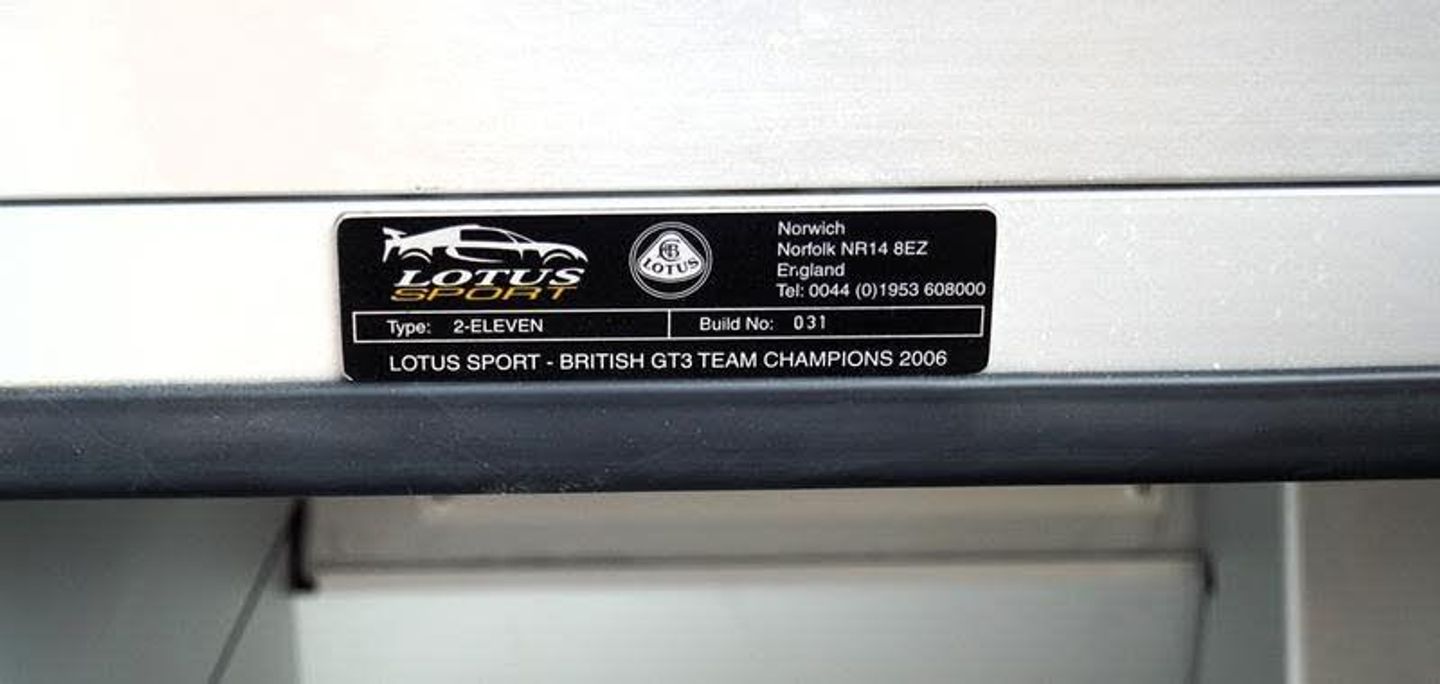 LOTUS
SPORT
LOTUS
Norwich
Norfolk NR14 8EZ
England
Tel: 0044 (0)1953 608000
Type: 2-ELEVEN
Build No: 031
LOTUS SPORT - BRITISH GT3 TEAM CHAMPIONS 2006